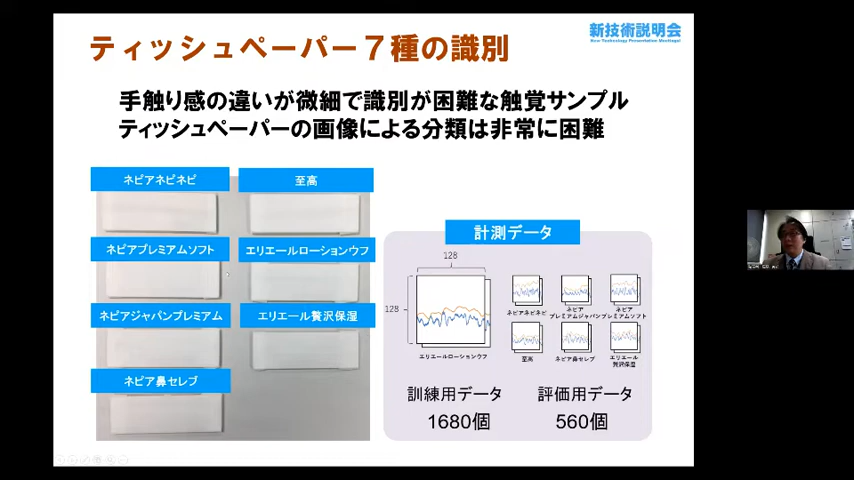 ティッシュペーパー７種の識別
新技術説明会
New Technology Presentation Meetings!
手触り感の違いが微細で識別が困難な触覚サンプル
ティッシュペーパーの画像による分類は非常に困難
ネピアネピネピ
至高
ネピアプレミアムソフト
エリエールローションウフ
ネピアジャパンプレミアム
エリエール贅沢保湿
ネピア鼻セレブ
計測データ
128
128
エリエールローションウフ
ネピアネピネピ
ネピア
プレミアムジャパン
ネピア
プレミアムソフト
至高
ネピア鼻セレブ
エリエール
贅沢保湿
訓練用データ
1680個
評価用データ
560個